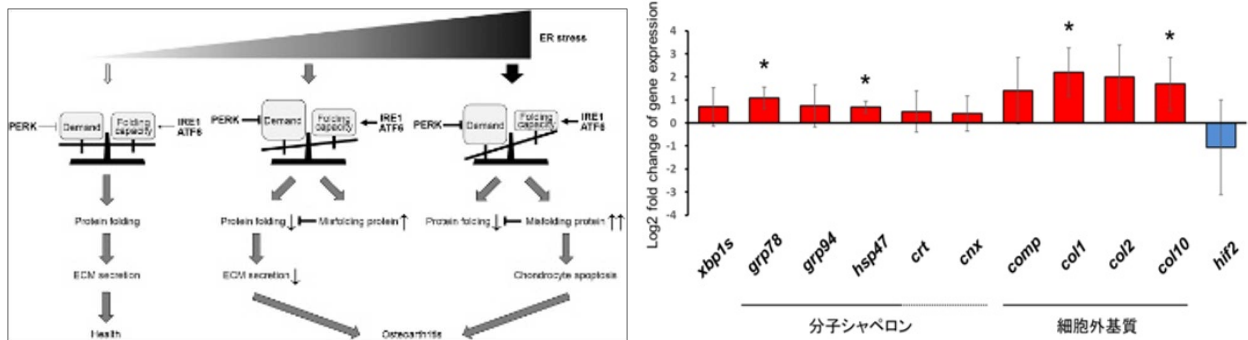 ER stress
PERK
Demand
Folding capacity
IRE1
ATF6
PERK
Demand
Folding capacity
IRE1
ATF6
PERK
Demand
Folding capacity
IRE1
ATF6
Protein folding
Protein folding ↓
Misfolding protein ↑
Protein folding ↓
Misfolding protein ↑↑
ECM secretion
ECM secretion ↓
Chondrocyte apoptosis
Health
Osteoarthritis
Log2 fold change of gene expression
4
3
2
1
0
-1
-2
-3
-4
*
*
*
*
xbp1s
grp78
grp94
hsp47
crt
cnx
comp
col1
col2
col10
hif2
分子シャペロン
細胞外基質